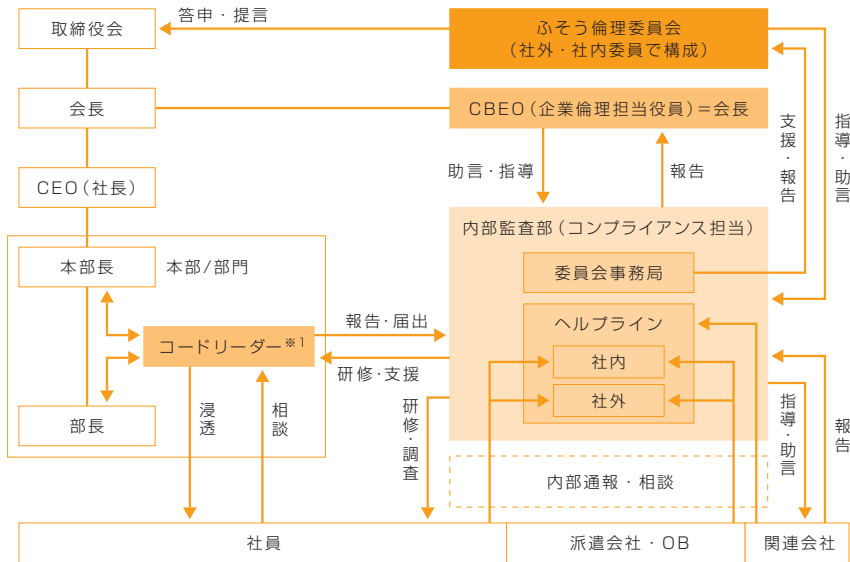 取締役会
答申・提言
ふそう倫理委員会
(社外・社内委員で構成)
会長
CBEO(企業倫理担当役員)=会長
支援・報告
指導・助言
CEO(社長)
助言・指導
報告
内部監査部(コンプライアンス担当)
本部長
本部/部門
委員会事務局
報告・届出
ヘルプライン
コードリーダー※1
社内
研修・支援
社外
部長
浸透
相談
研修・調査
指導・助言
報告
内部通報・相談
社員
派遣会社・OB
関連会社